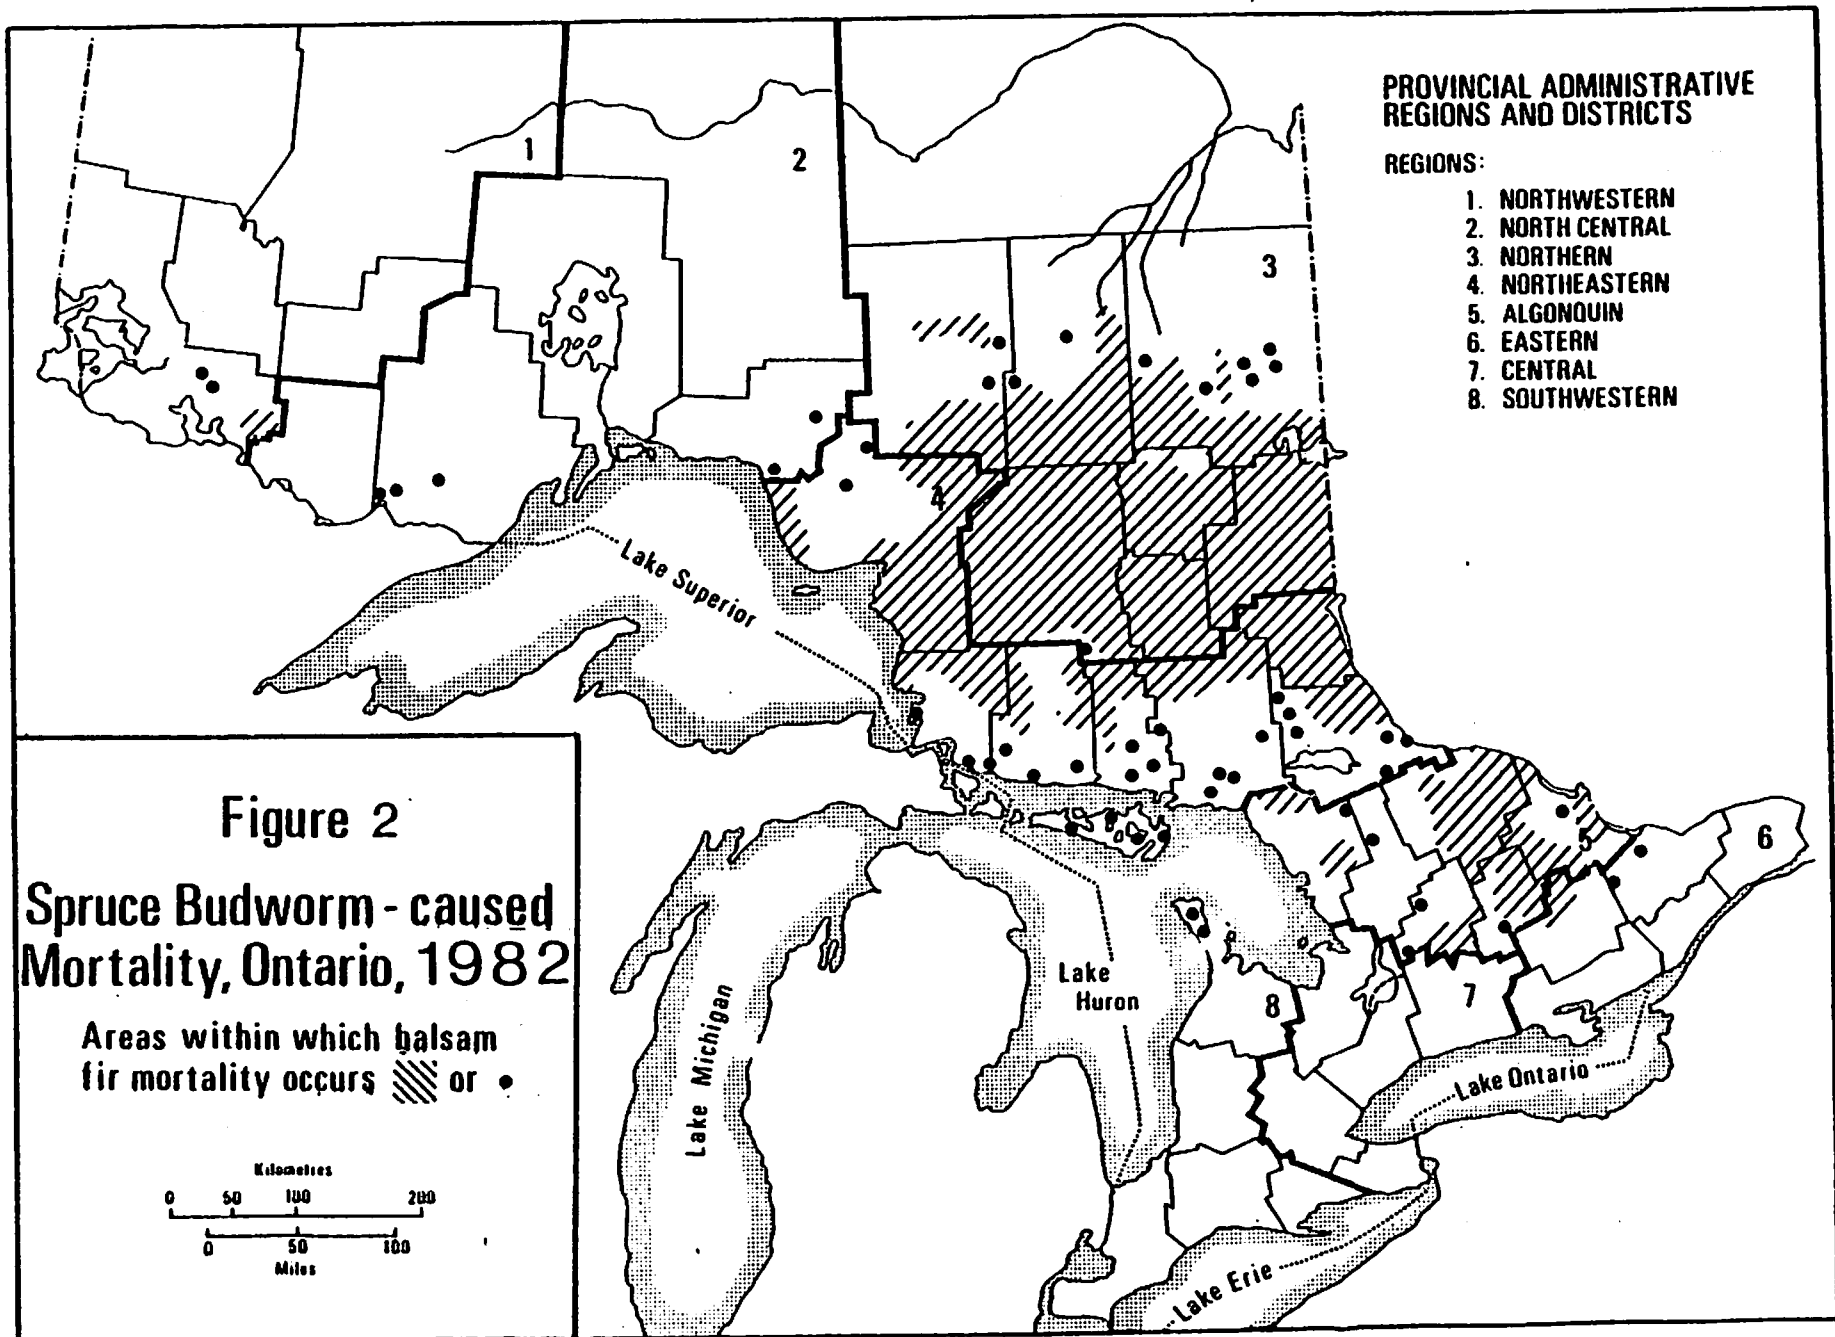 PROVINCIAL ADMINISTRATIVE
REGIONS AND DISTRICTS
REGIONS:
1. NORTHWESTERN
2. NORTH CENTRAL
3. NORTHERN
4. NORTHEASTERN
5. ALGONQUIN
6. EASTERN
7. CENTRAL
8. SOUTHWESTERN
1
2
3
4
5
6
7
8
Lake Superior
Lake Michigan
Lake
Huron
Lake Ontario
Lake Erie
Figure 2
Spruce Budworm - caused
Mortality, Ontario, 1982
Areas within which balsam
fir mortality occurs or
Kilometres
0 50 100 200
0 50 100
Miles